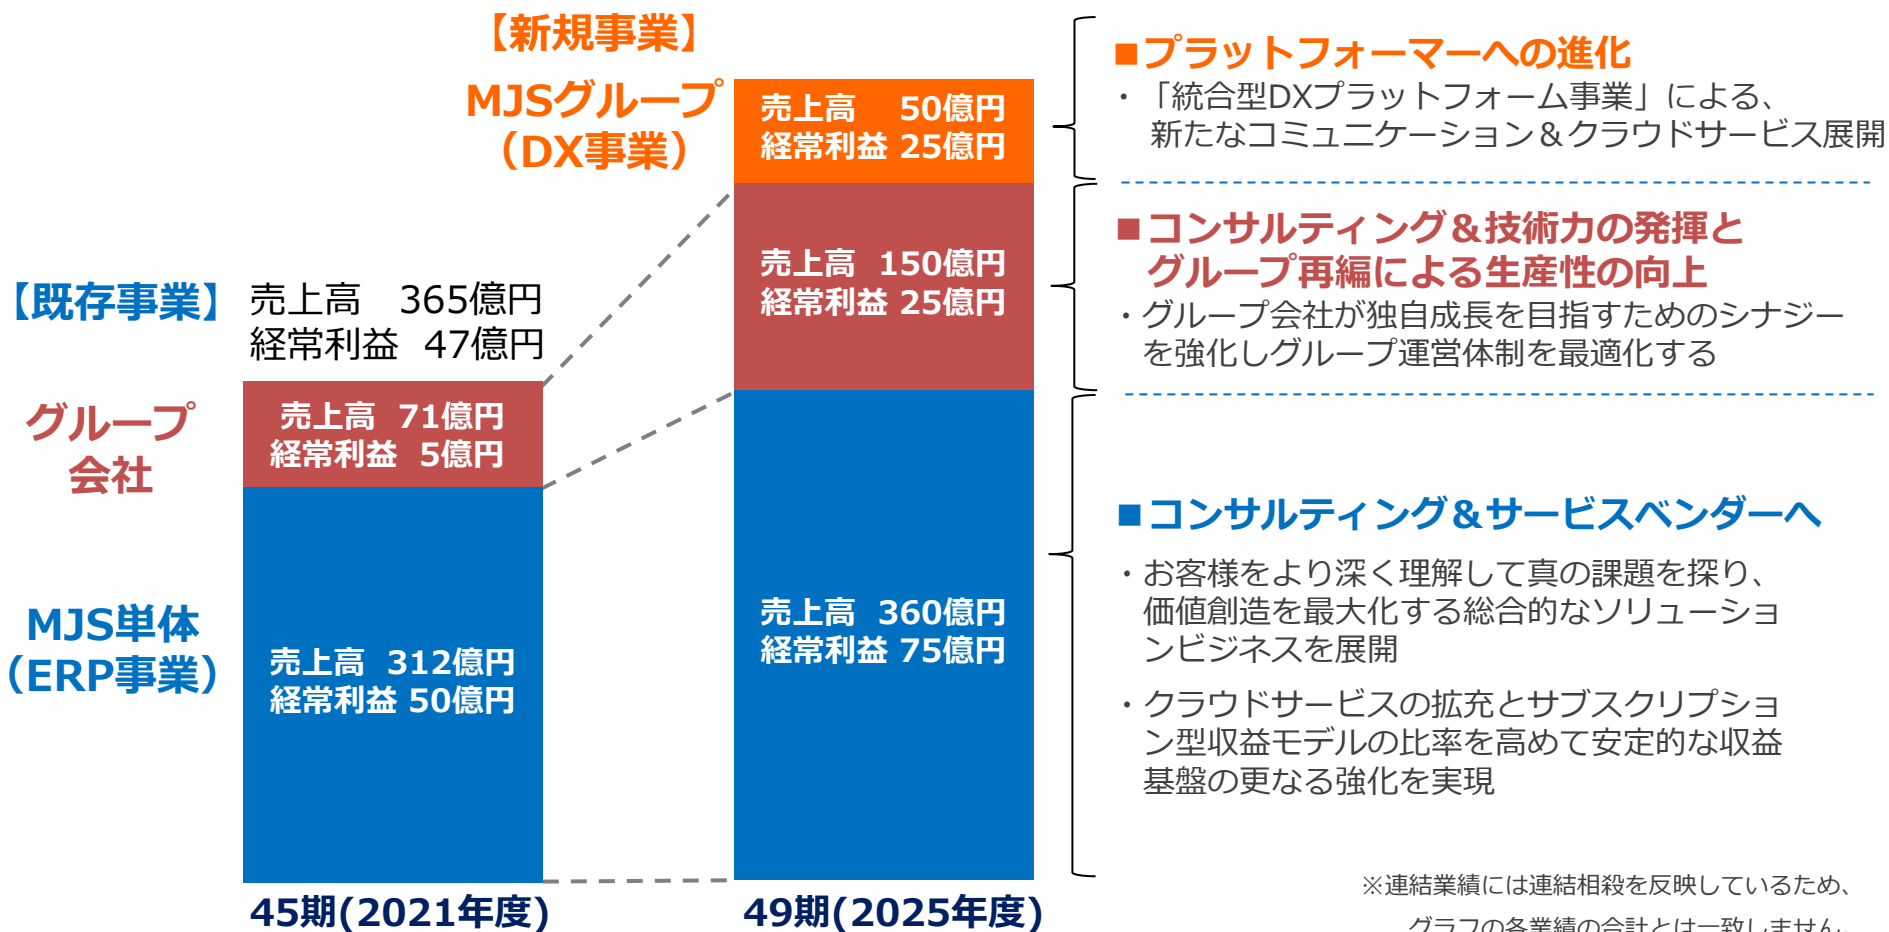 【新規事業】
MJSグループ
（DX事業）
【既存事業】
売上高 365億円
経常利益 47億円
グループ
会社
売上高 71億円
経常利益 5億円
MJS単体
（ERP事業）
売上高 312億円
経常利益 50億円
45期(2021年度)
売上高 50億円
経常利益 25億円
売上高 150億円
経常利益 25億円
売上高 360億円
経常利益 75億円
49期(2025年度)
■プラットフォーマーへの進化
・「統合型DXプラットフォーム事業」による、
新たなコミュニケーション＆クラウドサービス展開
■コンサルティング＆技術力の発揮と
グループ再編による生産性の向上
・グループ会社が独自成長を目指すためのシナジー
を強化しグループ運営体制を最適化する
■コンサルティング＆サービスベンダーへ
・お客様をより深く理解して真の課題を探り、
価値創造を最大化する総合的なソリューショ
ンビジネスを展開
・クラウドサービスの拡充とサブスクリプショ
ン型収益モデルの比率を高めて安定的な収益
基盤の更なる強化を実現
※連結業績には連結相殺を反映しているため、
グラフの各業績の合計とは一致しません。